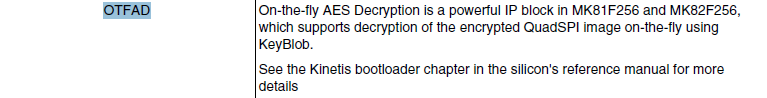 OTFAD
On-the-fly AES Decryption is a powerful IP block in MK81F256 and MK82F256,
which supports decryption of the encrypted QuadSPI image on-the-fly using
KeyBlob.
See the Kinetis bootloader chapter in the silicon's reference manual for more
details